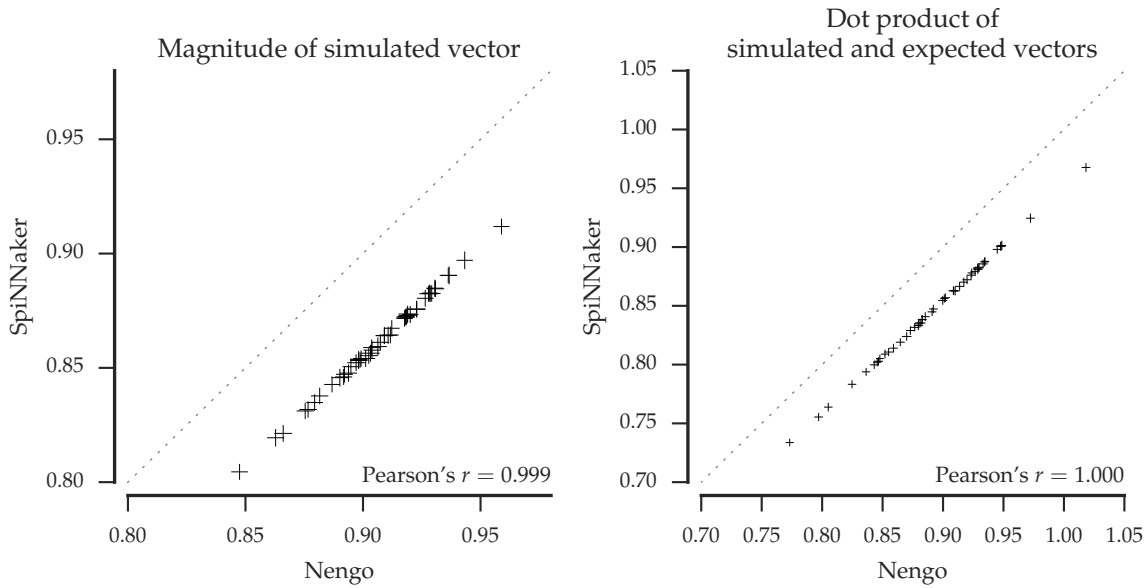 Magnitude of simulated vector
SpiNNaker
0.95
0.90
0.85
0.80
Pearson's r = 0.999
0.80 0.85 0.90 0.95
Nengo
Dot product of
simulated and expected vectors
SpiNNaker
1.05
1.00
0.95
0.90
0.85
0.80
0.75
0.70
Pearson's r = 1.000
0.70 0.75 0.80 0.85 0.90 0.95 1.00 1.05
Nengo